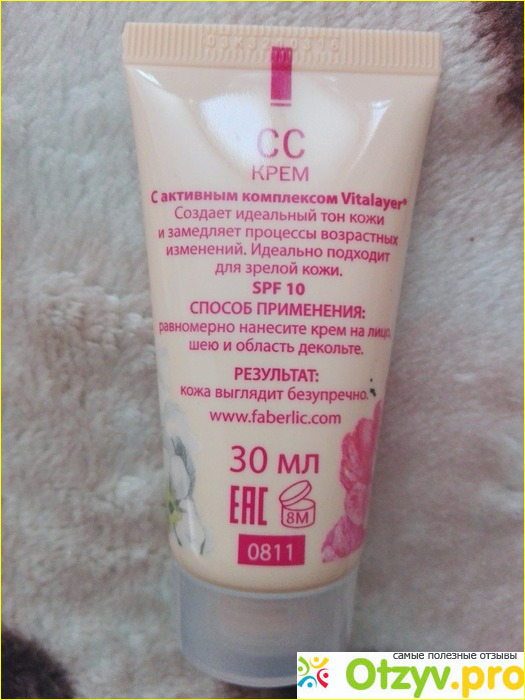 СС
КРЕМ
С активным комплексом Vitalayer®
Создает идеальный тон кожи
и замедляет процессы возрастных
изменений. Идеально подходит
для зрелой кожи.
SPF 10
СПОСОБ ПРИМЕНЕНИЯ:
равномерно нанесите крем на лицо,
шею и область декольте.
РЕЗУЛЬТАТ:
кожа выглядит безупречно.
www.faberlic.com
30 мл
EAC
8М
0811
самые полезные отзывы
Otzyv.pro